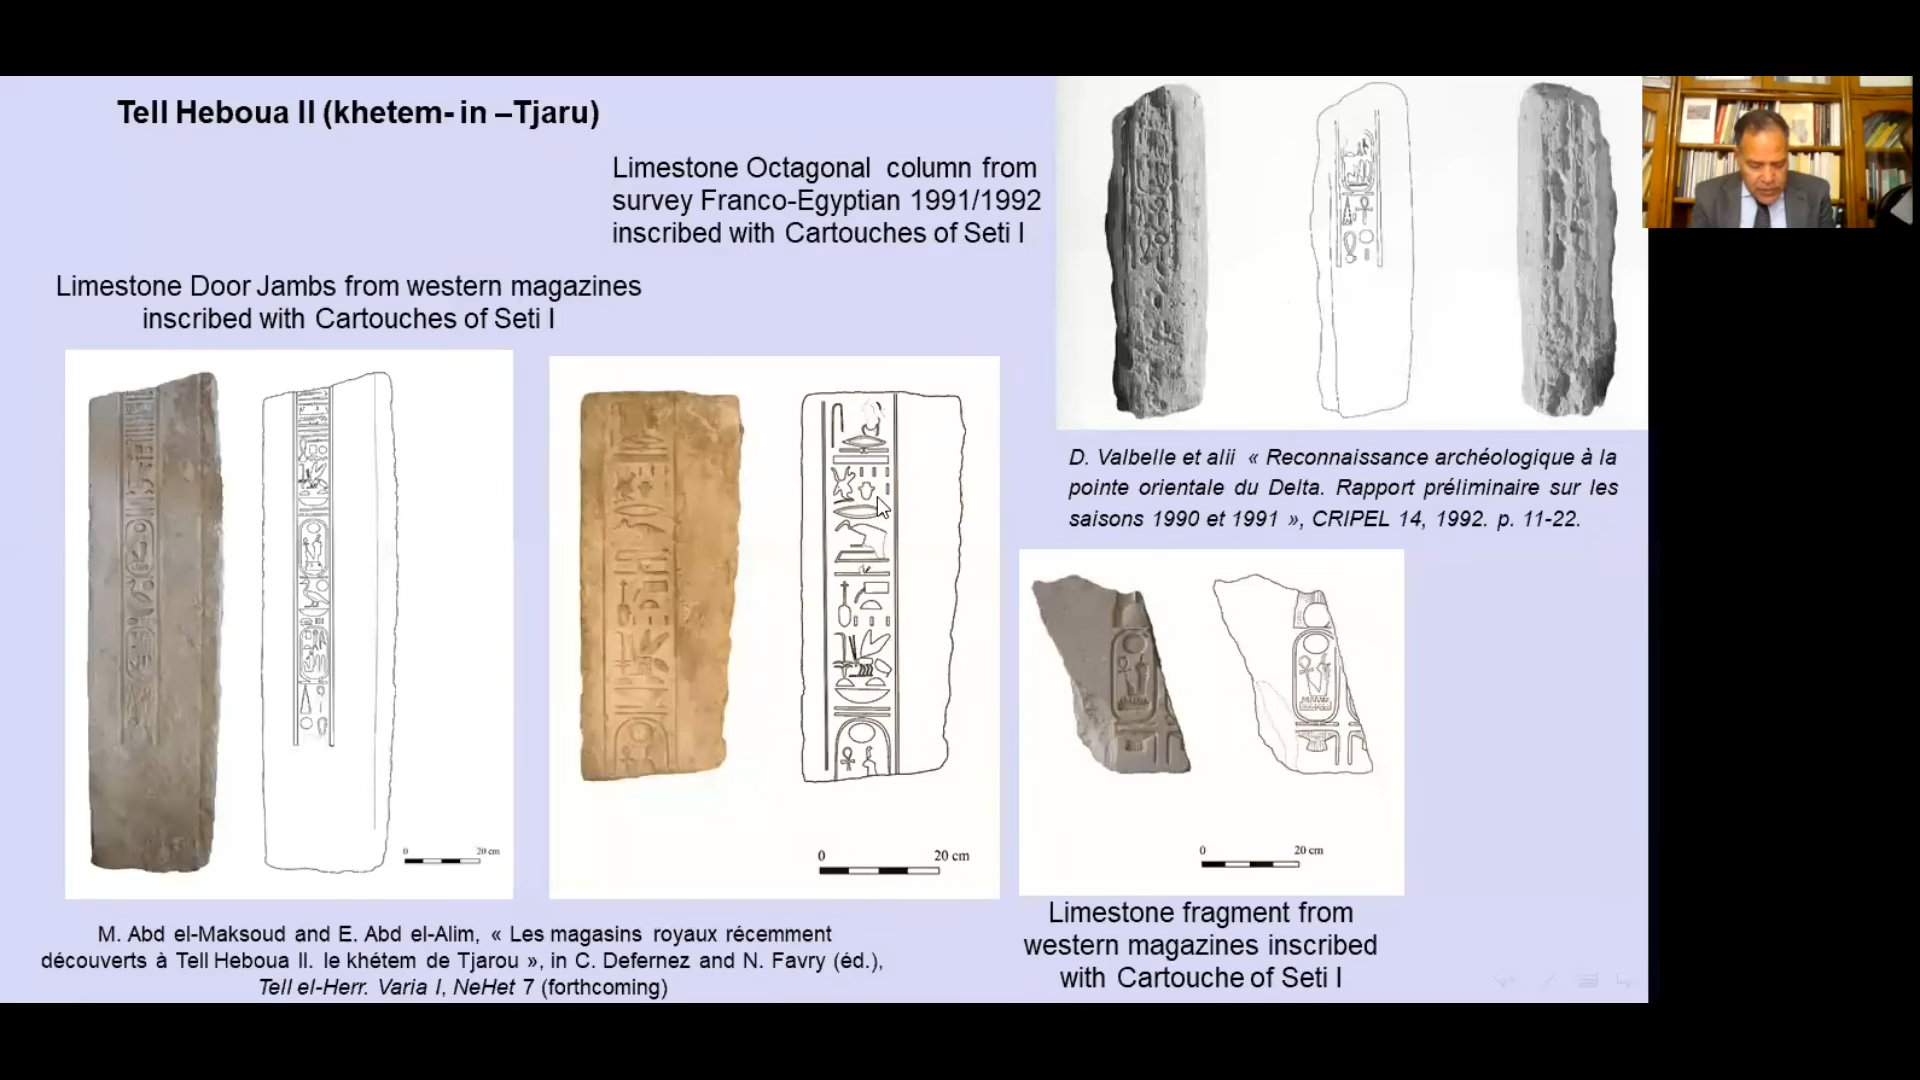 Tell Heboua II (khetem- in –Tjaru)
Limestone Octagonal column from
survey Franco-Egyptian 1991/1992
inscribed with Cartouches of Seti I
Limestone Door Jambs from western magazines
inscribed with Cartouches of Seti I
D. Valbelle et alii « Reconnaissance archéologique à la
pointe orientale du Delta. Rapport préliminaire sur les
saisons 1990 et 1991 », CRIPEL 14, 1992. p. 11-22.
0 20 cm
0 20 cm
0 20 cm
M. Abd el-Maksoud and E. Abd el-Alim, « Les magasins royaux récemment
découverts à Tell Heboua II. le khétem de Tjarou », in C. Defernez and N. Favry (éd.),
Tell el-Herr. Varia I, NeHet 7 (forthcoming)
Limestone fragment from
western magazines inscribed
with Cartouche of Seti I